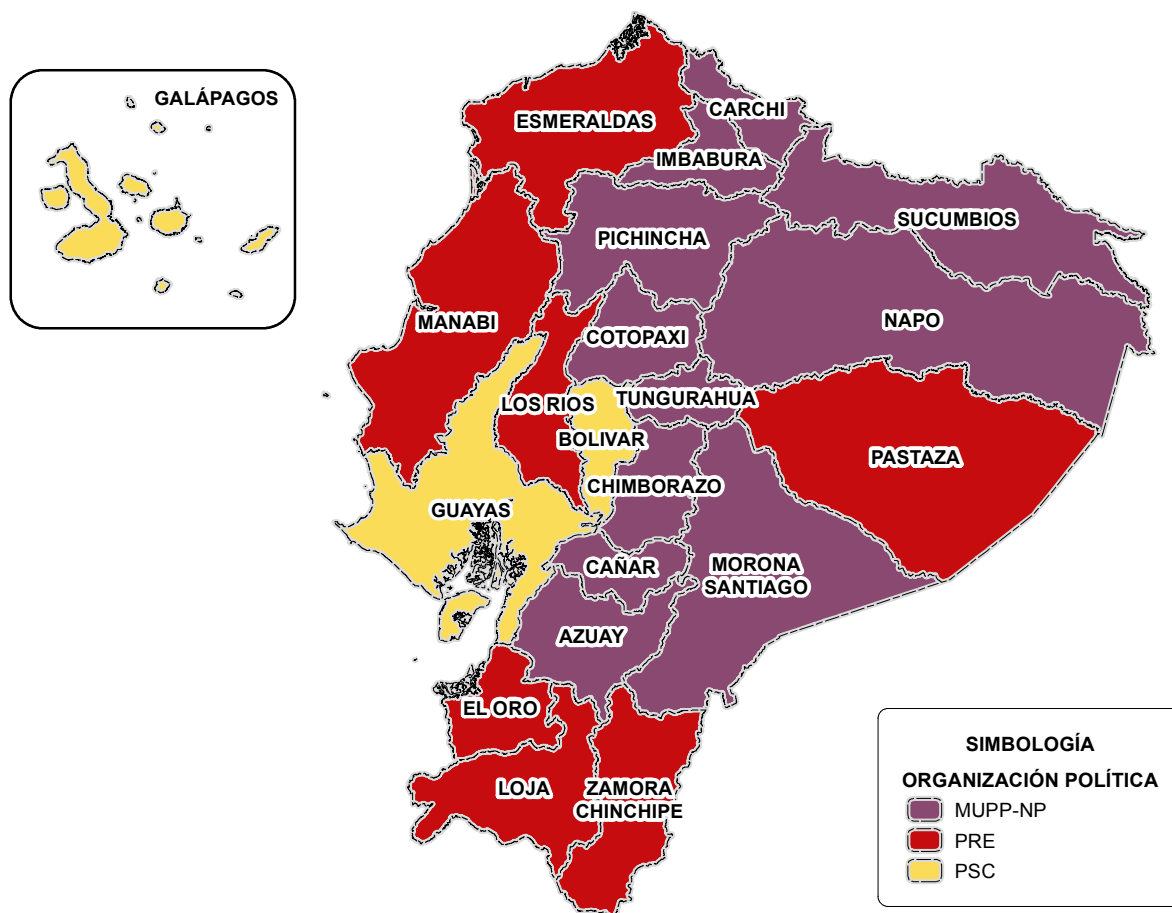 GALÁPAGOS
ESMERALDAS
CARCHI
IMBABURA
SUCUMBIOS
PICHINCHA
NAPO
MANABI
COTOPAXI
LOS RIOS
TUNGURAHUA
BOLIVAR
PASTAZA
CHIMBORAZO
GUAYAS
CAÑAR
MORONA
SANTIAGO
AZUAY
EL ORO
LOJA
ZAMORA
CHINCHIPE
SIMBOLOGÍA
ORGANIZACIÓN POLÍTICA
MUPP-NP
PRE
PSC